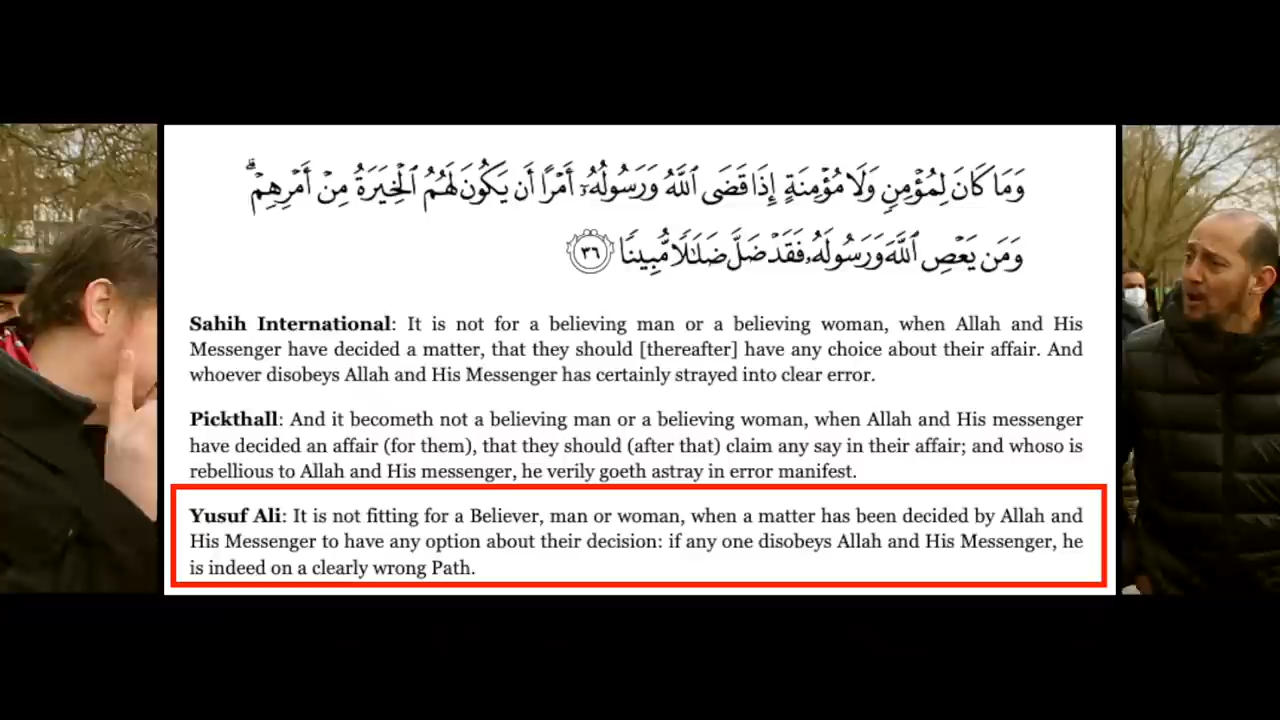 وَمَا كَانَ لِمُؤْمِنٍ وَلَا مُؤْمِنَةٍ إِذَا قَضَى ٱللَّهُ وَرَسُولُهُۥٓ أَمْرًا أَن يَكُونَ لَهُمُ ٱلْخِيَرَةُ مِنْ أَمْرِهِمْ ۗ
وَمَن يَعْصِ ٱللَّهَ وَرَسُولَهُۥ فَقَدْ ضَلَّ ضَلَـٰلًا مُّبِينًا ٣٦
Sahih International: It is not for a believing man or a believing woman, when Allah and His
Messenger have decided a matter, that they should [thereafter] have any choice about their affair. And
whoever disobeys Allah and His Messenger has certainly strayed into clear error.
Pickthall: And it becometh not a believing man or a believing woman, when Allah and His messenger
have decided an affair (for them), that they should (after that) claim any say in their affair; and whoso is
rebellious to Allah and His messenger, he verily goeth astray in error manifest.
Yusuf Ali: It is not fitting for a Believer, man or woman, when a matter has been decided by Allah and
His Messenger to have any option about their decision: if any one disobeys Allah and His Messenger, he
is indeed on a clearly wrong Path.